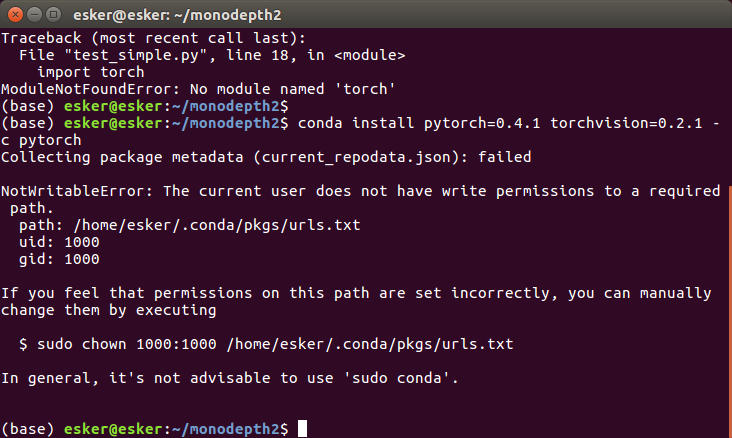 esker@esker: ~/monodepth2
Traceback (most recent call last):
  File "test_simple.py", line 18, in <module>
    import torch
ModuleNotFoundError: No module named 'torch'
(base) esker@esker:~/monodepth2$
(base) esker@esker:~/monodepth2$ conda install pytorch=0.4.1 torchvision=0.2.1 -
c pytorch
Collecting package metadata (current_repodata.json): failed

NotWritableError: The current user does not have write permissions to a required
 path.
  path: /home/esker/.conda/pkgs/urls.txt
  uid: 1000
  gid: 1000

If you feel that permissions on this path are set incorrectly, you can manually
change them by executing

  $ sudo chown 1000:1000 /home/esker/.conda/pkgs/urls.txt

In general, it's not advisable to use 'sudo conda'.


(base) esker@esker:~/monodepth2$